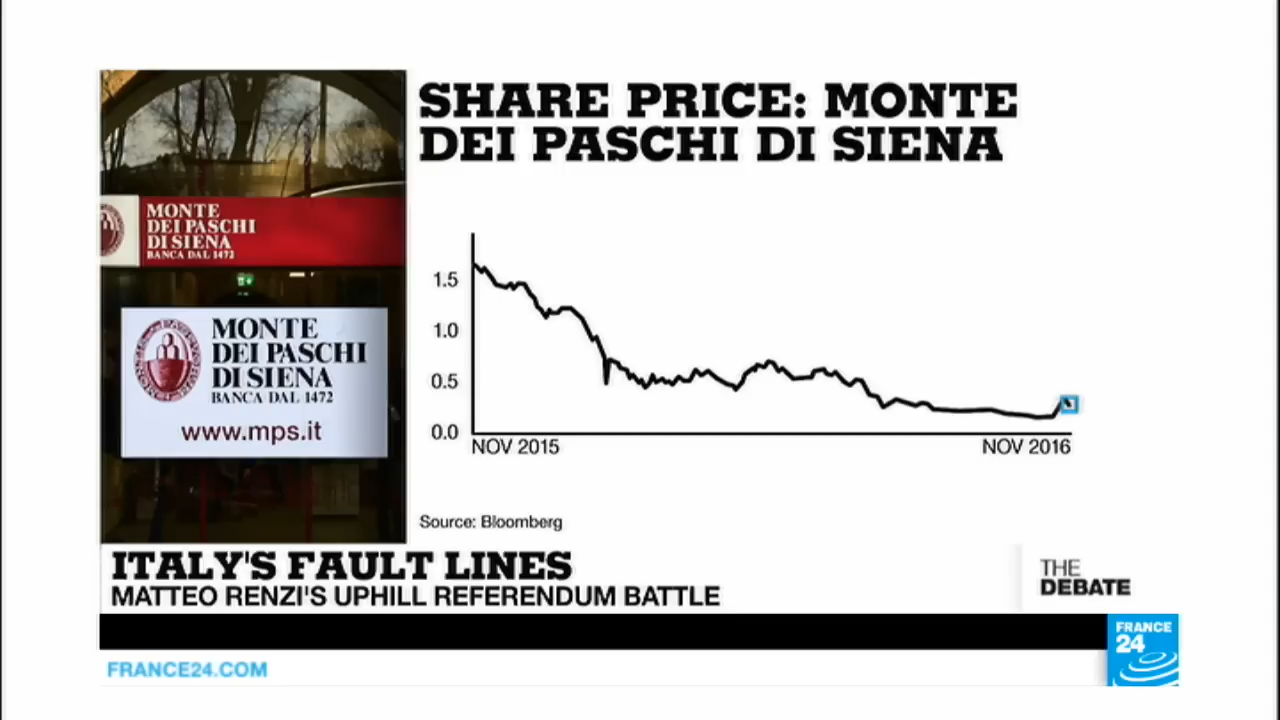 SHARE PRICE: MONTE
DEI PASCHI DI SIENA
MONTE
DEI PASCHI
DI SIENA
BANCA DAL 1472
MONTE
DEI PASCHI
DI SIENA
BANCA DAL 1472
www.mps.it
1.5
1.0
0.5
0.0
NOV 2015
NOV 2016
Source: Bloomberg
ITALY'S FAULT LINES
MATTEO RENZI'S UPHILL REFERENDUM BATTLE
THE
DEBATE
FRANCE
24
FRANCE24.COM